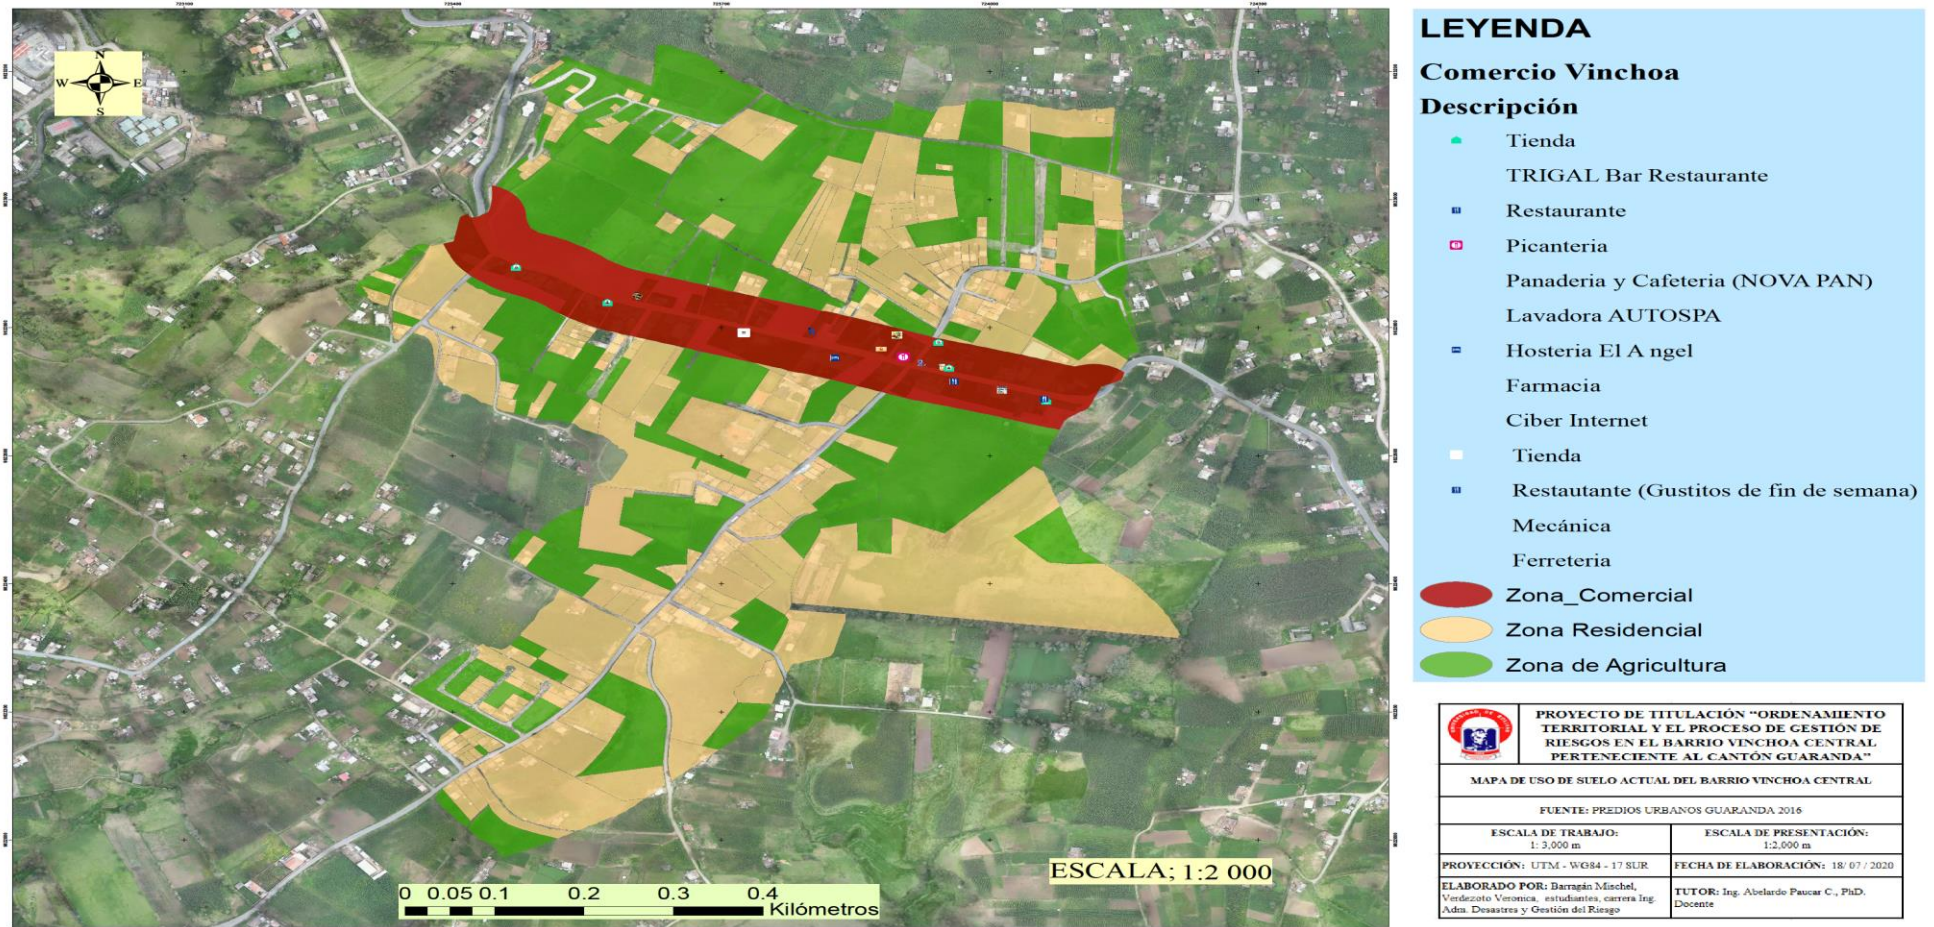 N
W
E
S
LEYENDA
Comercio Vinchoa
Descripción
Tienda
TRIGAL Bar Restaurante
Restaurante
Picanteria
Panaderia y Cafeteria (NOVA PAN)
Lavadora AUTOSPA
Hosteria El A ngel
Farmacia
Ciber Internet
Tienda
Restautante (Gustitos de fin de semana)
Mecánica
Ferreteria
Zona_Comercial
Zona Residencial
Zona de Agricultura
ESCALA; 1:2 000
0 0.05 0.1 0.2 0.3 0.4
Kilómetros
PROYECTO DE TITULACIÓN "ORDENAMIENTO
TERRITORIAL Y EL PROCESO DE GESTIÓN DE
RIESGOS EN EL BARRIO VINCHOA CENTRAL
PERTENECIENTE AL CANTÓN GUARANDA"
MAPA DE USO DE SUELO ACTUAL DEL BARRIO VINCHOA CENTRAL
FUENTE: PREDIOS URBANOS GUARANDA 2016
ESCALA DE TRABAJO:
1: 3,000 m
ESCALA DE PRESENTACIÓN:
1:2,000 m
PROYECCIÓN: UTM - WG84 - 17 SUR
FECHA DE ELABORACIÓN: 18/ 07 / 2020
ELABORADO POR: Barragán Mischel,
Verdezoto Veronica, estudiantes, carrera Ing.
Adm. Desastres y Gestión del Riesgo
TUTOR: Ing. Abelardo Paucar C., PhD.
Docente